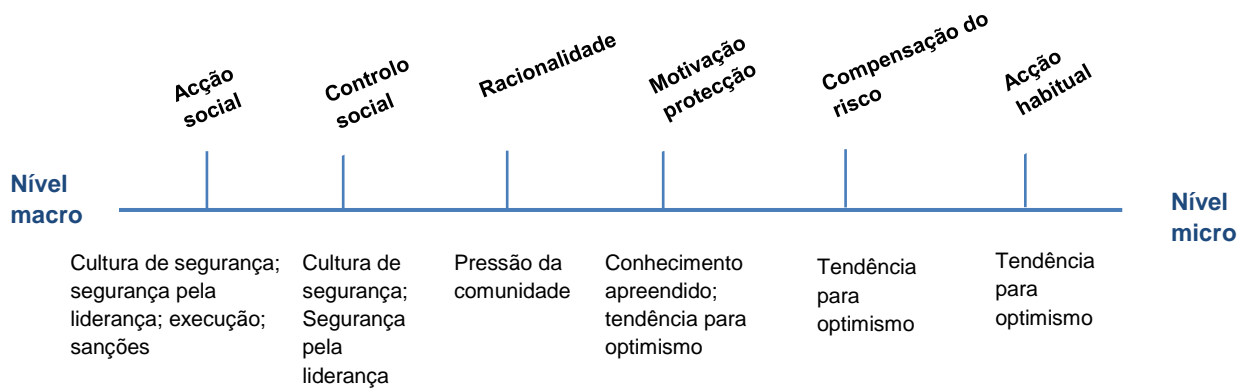 Acção
social
Controlo
social
Racionalidade
Motivação
protecção
Compensação do
risco
Acção
habitual
Nível
macro
Nível
micro
Cultura de segurança;
segurança pela
liderança; execução;
sanções
Cultura de
segurança;
Segurança
pela
liderança
Pressão da
comunidade
Conhecimento
apreendido;
tendência para
optimismo
Tendência
para
optimismo
Tendência
para
optimismo